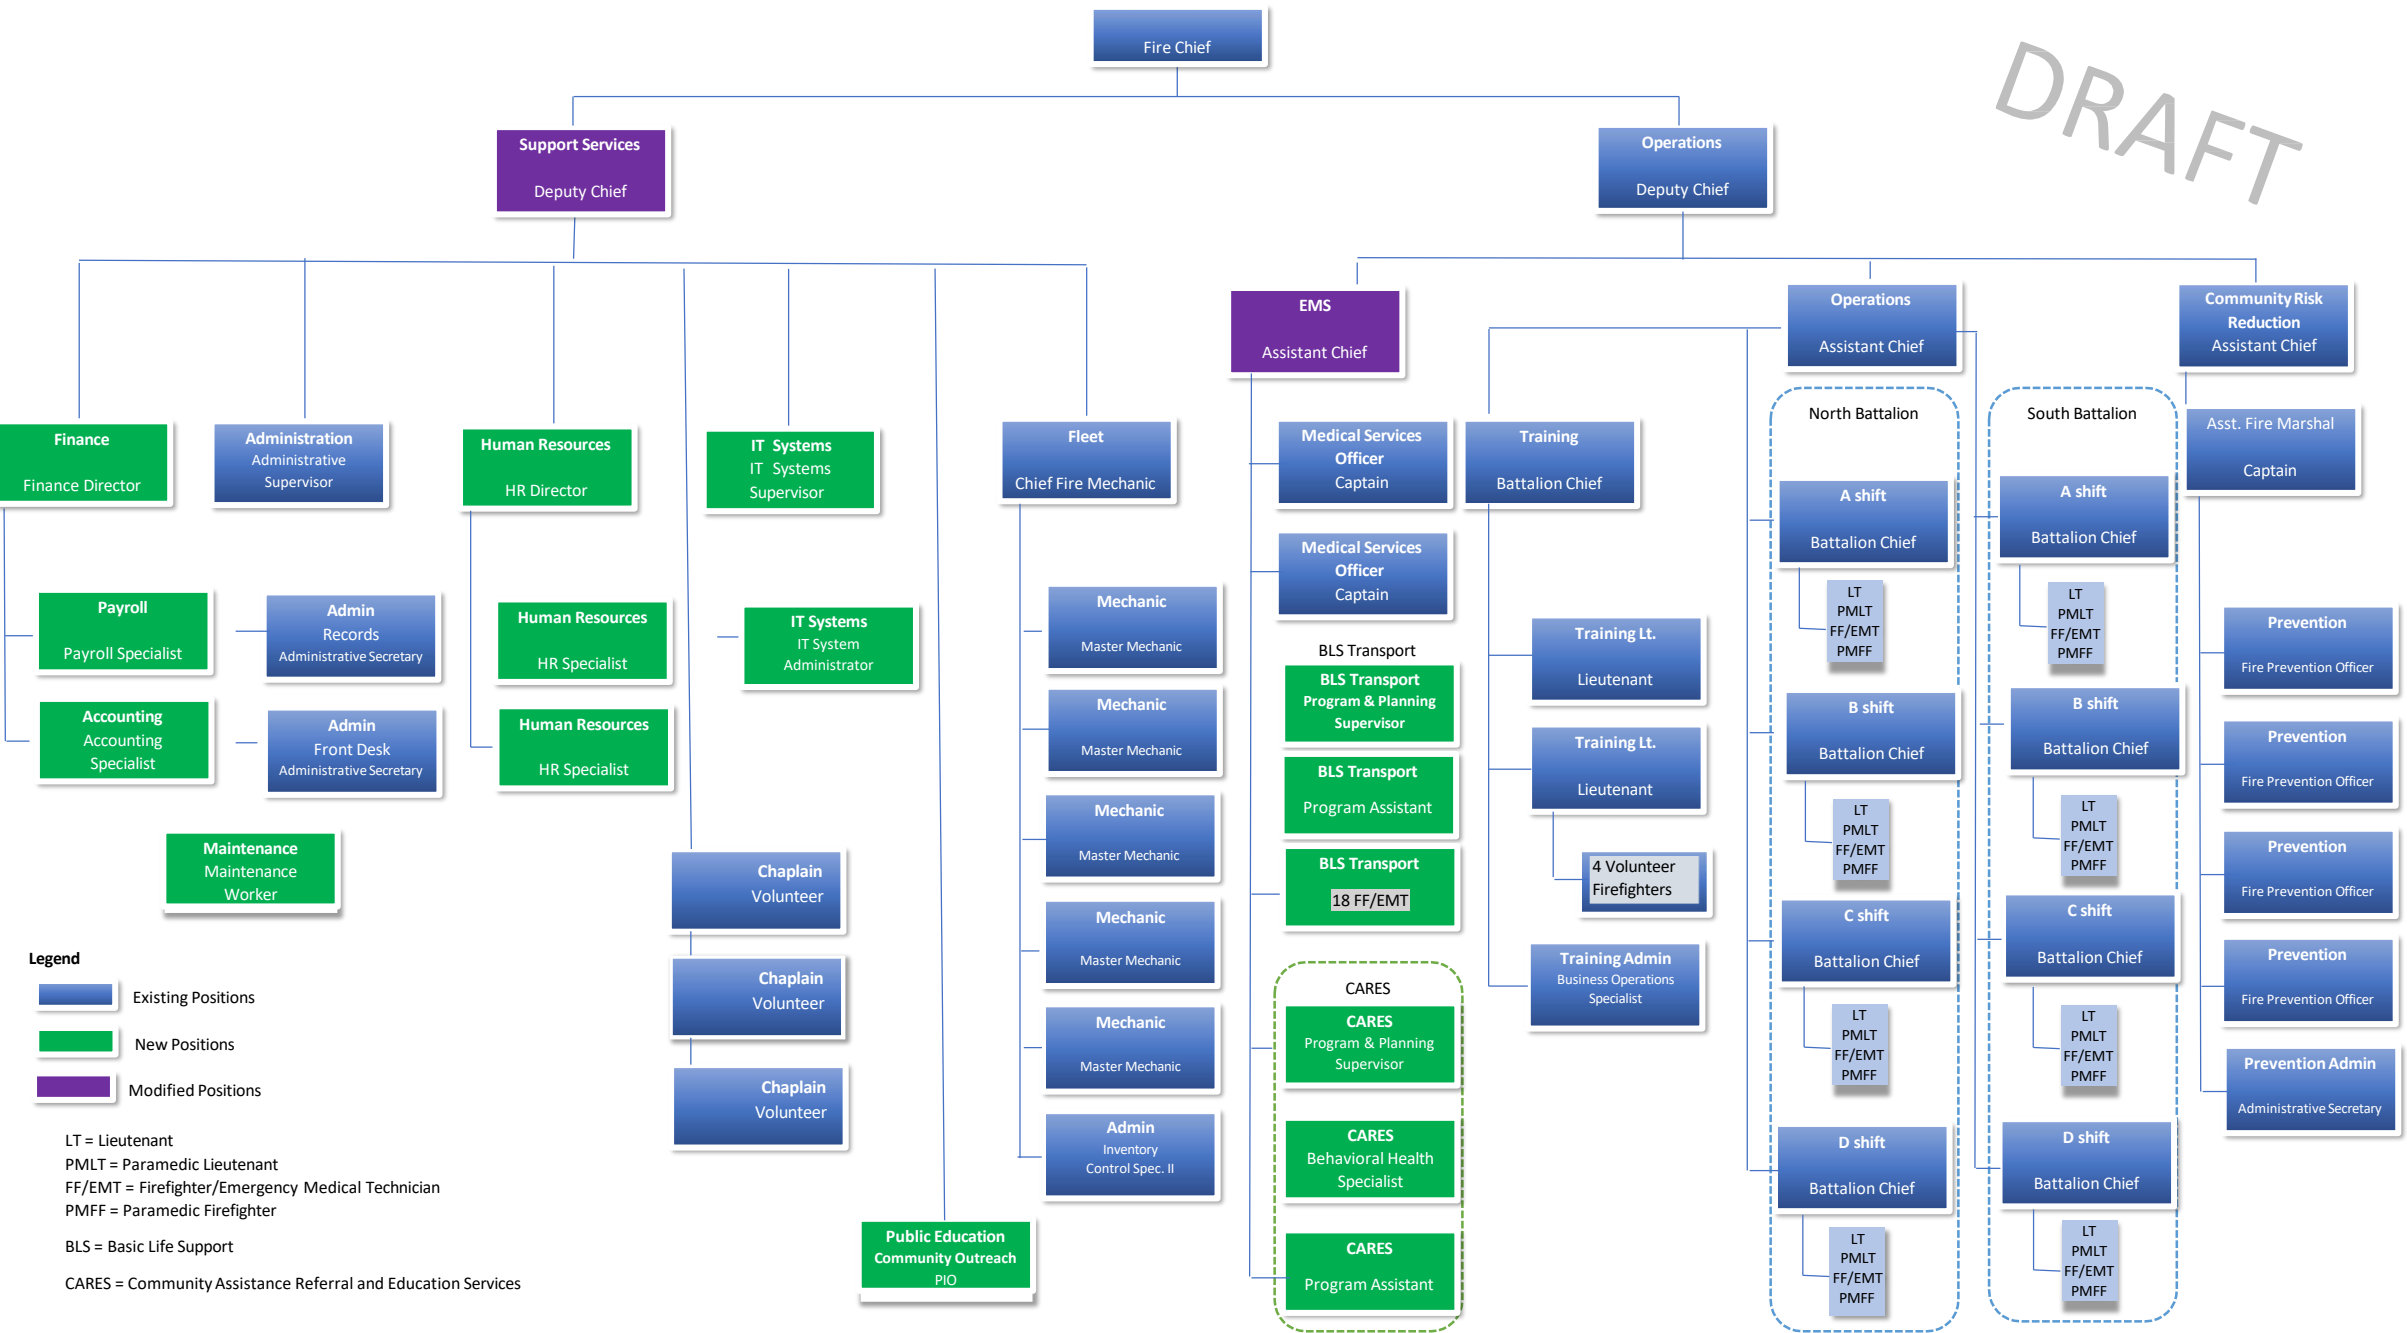 Fire Chief
DRAFT
Support Services
Deputy Chief
Operations
Deputy Chief
EMS
Assistant Chief
Operations
Assistant Chief
Community Risk
Reduction
Assistant Chief
Finance
Finance Director
Administration
Administrative
Supervisor
Human Resources
HR Director
IT Systems
IT Systems
Supervisor
Fleet
Chief Fire Mechanic
Payroll
Payroll Specialist
Accounting
Accounting
Specialist
Admin
Records
Administrative Secretary
Admin
Front Desk
Administrative Secretary
Maintenance
Maintenance
Worker
Human Resources
HR Specialist
Human Resources
HR Specialist
IT Systems
IT System
Administrator
Chaplain
Volunteer
Chaplain
Volunteer
Chaplain
Volunteer
Public Education
Community Outreach
PIO
Mechanic
Master Mechanic
Mechanic
Master Mechanic
Mechanic
Master Mechanic
Mechanic
Master Mechanic
Mechanic
Master Mechanic
Admin
Inventory
Control Spec. II
Medical Services
Officer
Captain
Medical Services
Officer
Captain
BLS Transport
BLS Transport
Program & Planning
Supervisor
BLS Transport
Program Assistant
BLS Transport
18 FF/EMT
CARES
CARES
Program & Planning
Supervisor
CARES
Behavioral Health
Specialist
CARES
Program Assistant
Training
Battalion Chief
Training Lt.
Lieutenant
Training Lt.
Lieutenant
4 Volunteer
Firefighters
Training Admin
Business Operations
Specialist
North Battalion
A shift
Battalion Chief
LT
PMLT
FF/EMT
PMFF
B shift
Battalion Chief
LT
PMLT
FF/EMT
PMFF
C shift
Battalion Chief
LT
PMLT
FF/EMT
PMFF
D shift
Battalion Chief
LT
PMLT
FF/EMT
PMFF
South Battalion
A shift
Battalion Chief
LT
PMLT
FF/EMT
PMFF
B shift
Battalion Chief
LT
PMLT
FF/EMT
PMFF
C shift
Battalion Chief
LT
PMLT
FF/EMT
PMFF
D shift
Battalion Chief
LT
PMLT
FF/EMT
PMFF
Asst. Fire Marshal
Captain
Prevention
Fire Prevention Officer
Prevention
Fire Prevention Officer
Prevention
Fire Prevention Officer
Prevention
Fire Prevention Officer
Prevention Admin
Administrative Secretary
Legend
Existing Positions
New Positions
Modified Positions
LT = Lieutenant
PMLT = Paramedic Lieutenant
FF/EMT = Firefighter/Emergency Medical Technician
PMFF = Paramedic Firefighter
BLS = Basic Life Support
CARES = Community Assistance Referral and Education Services